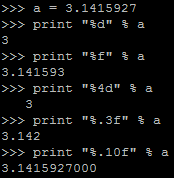 >>> a = 3.1415927
>>> print "%d" % a
3
>>> print "%f" % a
3.141593
>>> print "%4d" % a
   3
>>> print "%.3f" % a
3.142
>>> print "%.10f" % a
3.1415927000